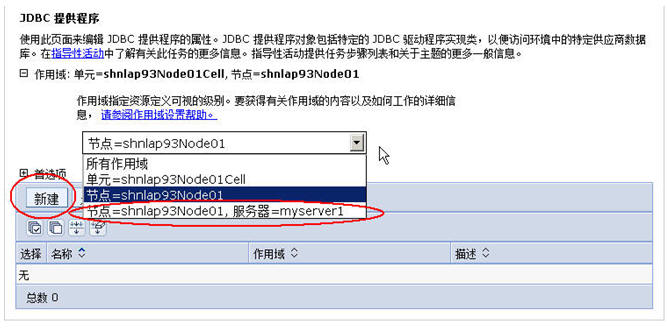 JDBC 提供程序
使用此页面来编辑 JDBC 提供程序的属性。JDBC 提供程序对象包括特定的 JDBC 驱动程序实现类，以便访问环境中的特定供应商数据
库。在指导性活动中了解有关此任务的更多信息。指导性活动提供任务步骤列表和关于主题的更多一般信息。
作用域: 单元=shnlap93Node01Cell, 节点=shnlap93Node01
作用域指定资源定义可视的级别。要获得有关作用域的内容以及如何工作的详细信
息，请参阅作用域设置帮助。
节点=shnlap93Node01
所有作用域
单元=shnlap93Node01Cell
节点=shnlap93Node01
节点=shnlap93Node01, 服务器=myserver1
首选项
新建
选择 名称 作用域 描述
无
总数 0